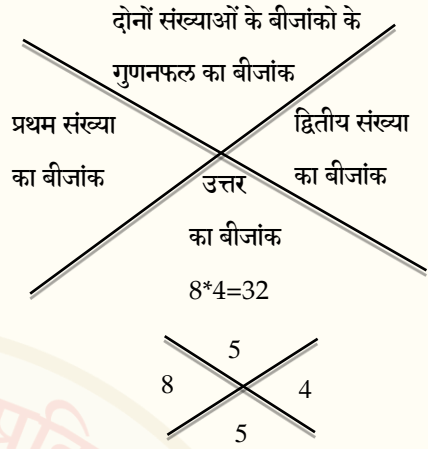 दोनों संख्याओं के बीजांको के
गुणनफल का बीजांक
प्रथम संख्या
का बीजांक
द्वितीय संख्या
का बीजांक
उत्तर
का बीजांक
8*4=32
5
8 4
5